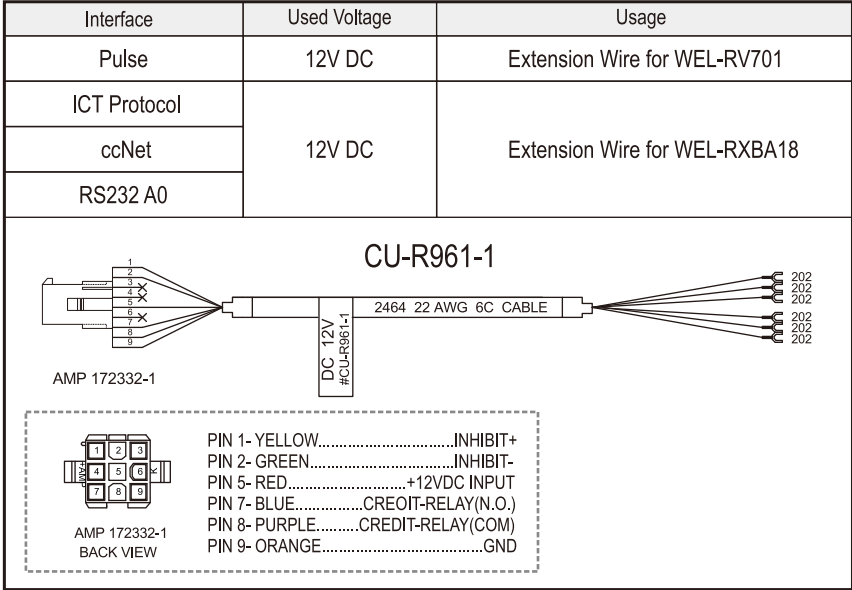 Interface Used Voltage Usage
Pulse 12V DC Extension Wire for WEL-RV701
ICT Protocol
ccNet 12V DC Extension Wire for WEL-RXBA18
RS232 A0
CU-R961-1
1
2
3
4
5
6
7
8
9
AMP 172332-1
DC 12V
#CU-R961-1
2464 22 AWG 6C CABLE
202
202
202
202
202
202
1 2 3
4 5 6
7 8 9
AMP
K
AMP 172332-1
BACK VIEW
PIN 1- YELLOW..............................INHIBIT+
PIN 2- GREEN................................INHIBIT-
PIN 5- RED..........................+12VDC INPUT
PIN 7- BLUE..............CREOIT-RELAY(N.O.)
PIN 8- PURPLE..........CREDIT-RELAY(COM)
PIN 9- ORANGE...................................GND